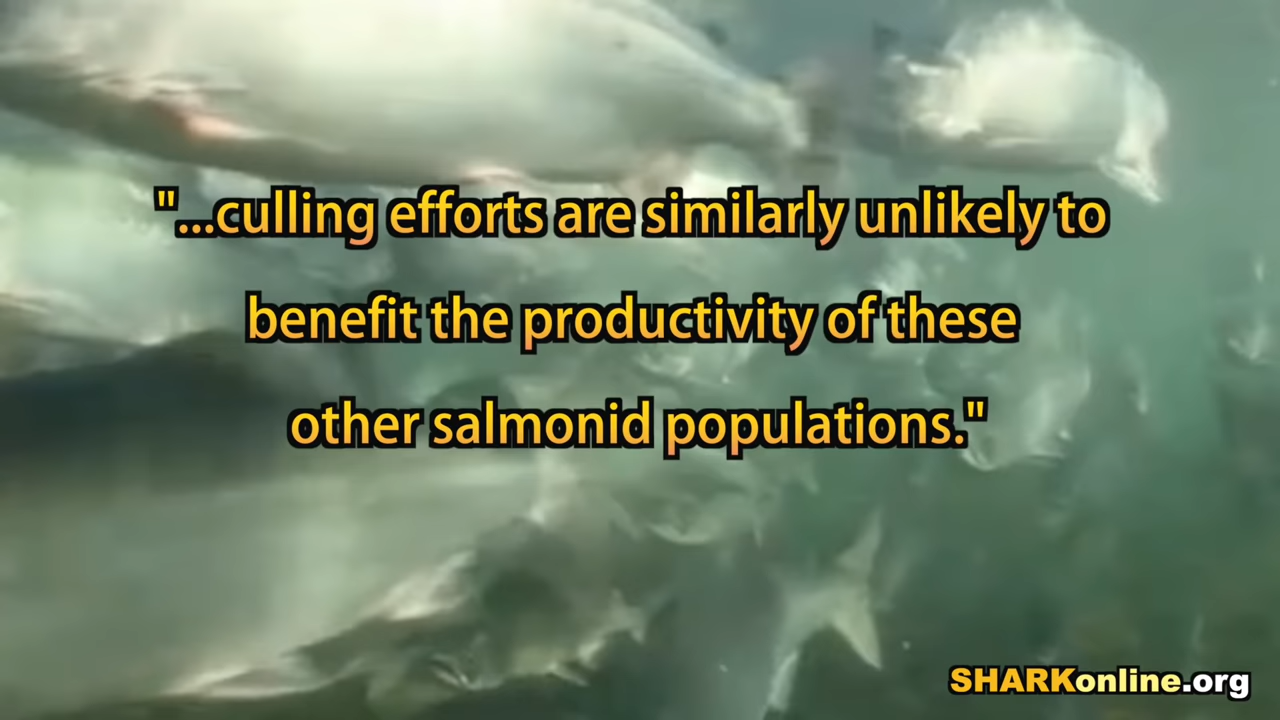 "...culling efforts are similarly unlikely to
benefit the productivity of these
other salmonid populations."
SHARKonline.org